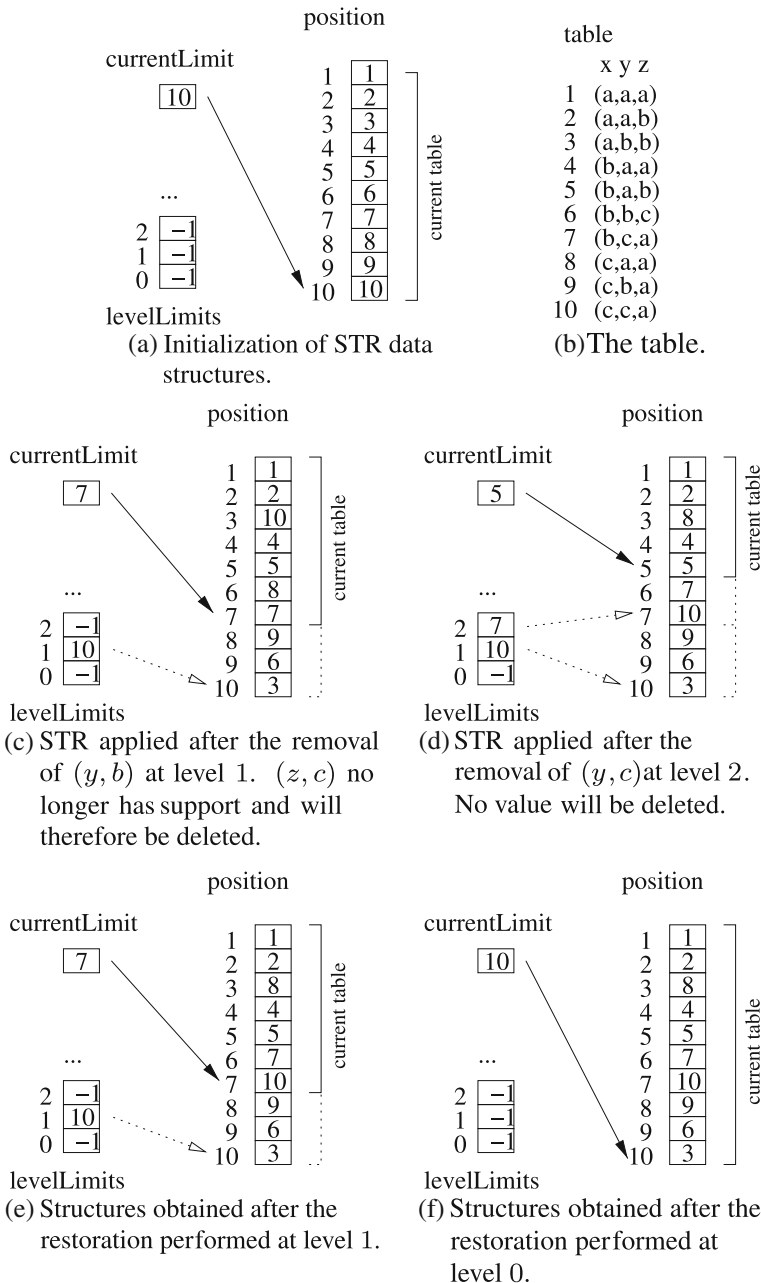 position
currentLimit
10
1 1
2 2
3 3
4 4
5 5
6 6
7 7
8 8
9 9
10 10
current table
...
2 −1
1 −1
0 −1
levelLimits
(a) Initialization of STR data
structures.
table
x y z
1 (a,a,a)
2 (a,a,b)
3 (a,b,b)
4 (b,a,a)
5 (b,a,b)
6 (b,b,c)
7 (b,c,a)
8 (c,a,a)
9 (c,b,a)
10 (c,c,a)
(b) The table.
position
currentLimit
7
1 1
2 2
3 10
4 4
5 5
6 8
7 7
8 9
9 6
10 3
current table
...
2 −1
1 10
0 −1
levelLimits
(c) STR applied after the removal
of (y, b) at level 1. (z, c) no
longer has support and will
therefore be deleted.
position
currentLimit
5
1 1
2 2
3 8
4 4
5 5
6 7
7 10
8 9
9 6
10 3
current table
...
2 7
1 10
0 −1
levelLimits
(d) STR applied after the
removal of (y, c)at level 2.
No value will be deleted.
position
currentLimit
7
1 1
2 2
3 8
4 4
5 5
6 7
7 10
8 9
9 6
10 3
current table
...
2 −1
1 10
0 −1
levelLimits
(e) Structures obtained after the
restoration performed at level 1.
position
currentLimit
10
1 1
2 2
3 8
4 4
5 5
6 7
7 10
8 9
9 6
10 3
current table
...
2 −1
1 −1
0 −1
levelLimits
(f) Structures obtained after the
restoration performed at
level 0.